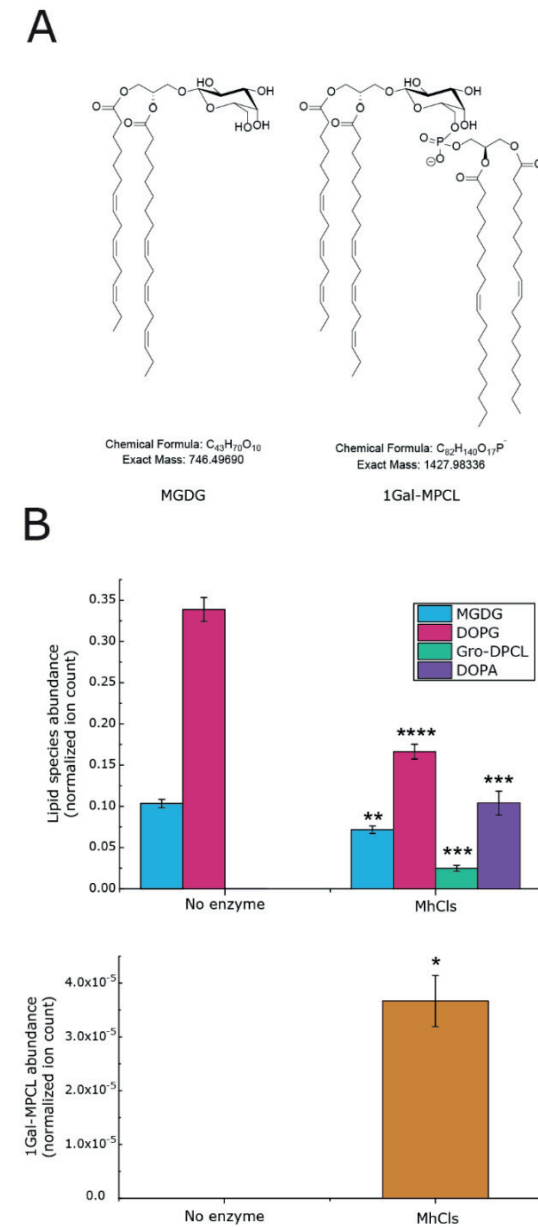 A
HO OH
O O OH
O O O
O HO
OH
HO OH
O O OH
O O O
O OH
O
O P O O
O⊖ O O
O
Chemical Formula: C43H70O10
Exact Mass: 746.49690
MGDG
Chemical Formula: C82H140O17P-
Exact Mass: 1427.98336
1Gal-MPCL
B
Lipid species abundance
(normalized ion count)
0.35
0.30
0.25
0.20
0.15
0.10
0.05
0.00
MGDG
DOPG
Gro-DPCL
DOPA
**
****
***
***
No enzyme
MhCls
1Gal-MPCL abundance
(normalized ion count)
4.0x10-5
3.0x10-5
2.0x10-5
1.0x10-5
0.0
*
No enzyme
MhCls